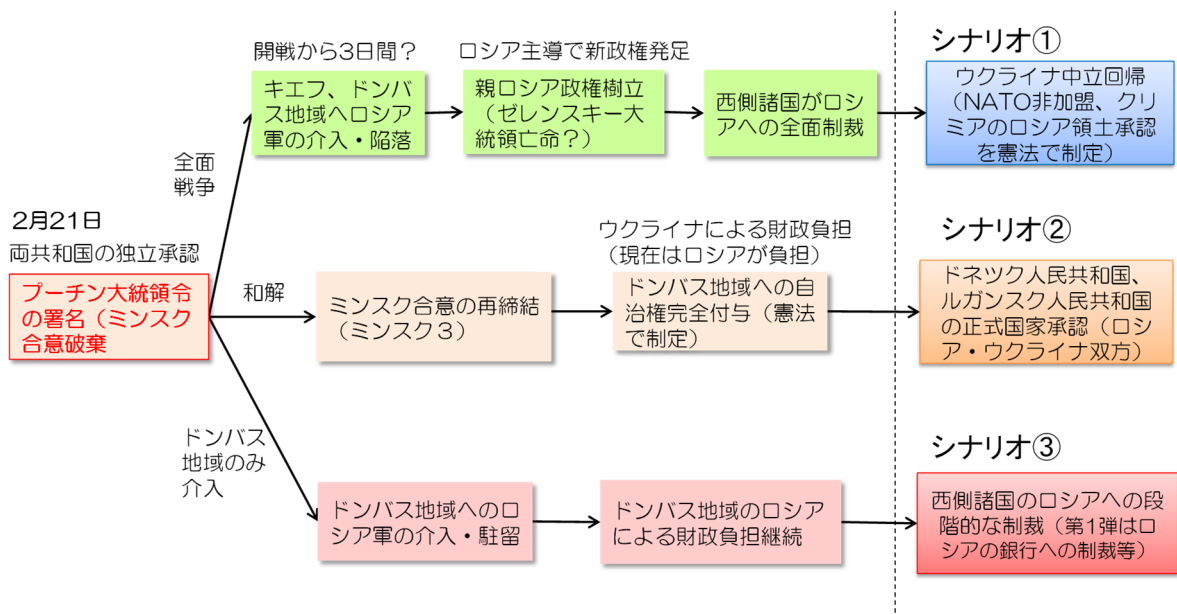 開戦から3日間？
キエフ、ドンバ
ス地域へロシア
軍の介入・陥落
ロシア主導で新政権発足
親ロシア政権樹立
（ゼレンスキー大
統領亡命？）
西側諸国がロシ
アへの全面制裁
シナリオ①
ウクライナ中立回帰
（NATO非加盟、クリ
ミアのロシア領土承認
を憲法で制定）
全面
戦争
2月21日
両共和国の独立承認
プーチン大統領令
の署名（ミンスク
合意破棄
和解
ミンスク合意の再締結
（ミンスク３）
ウクライナによる財政負担
（現在はロシアが負担）
ドンバス地域への自
治権完全付与（憲法
で制定）
シナリオ②
ドネツク人民共和国、
ルガンスク人民共和国
の正式国家承認（ロシ
ア・ウクライナ双方）
ドンバス
地域のみ
介入
ドンバス地域へのロ
シア軍の介入・駐留
ドンバス地域のロシア
による財政負担継続
シナリオ③
西側諸国のロシアへの段
階的な制裁（第1弾はロ
シアの銀行への制裁等）